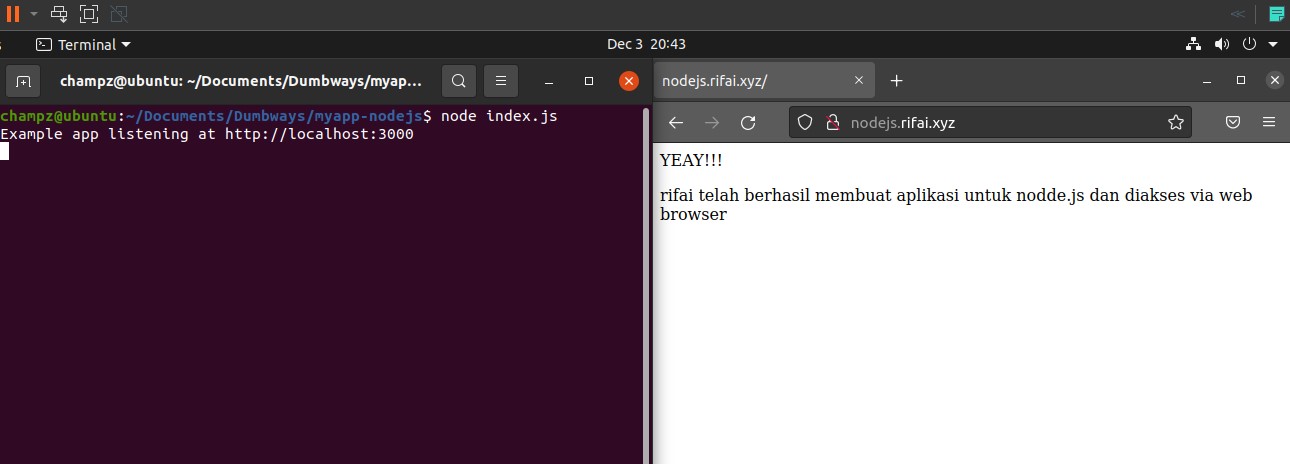 Terminal
Dec 3 20:43
champz@ubuntu: ~/Documents/Dumbways/myap...
champz@ubuntu:~/Documents/Dumbways/myapp-nodejs$ node index.js
Example app listening at http://localhost:3000
nodejs.rifai.xyz/
nodejs.rifai.xyz
YEAY!!!
rifai telah berhasil membuat aplikasi untuk nodde.js dan diakses via web
browser